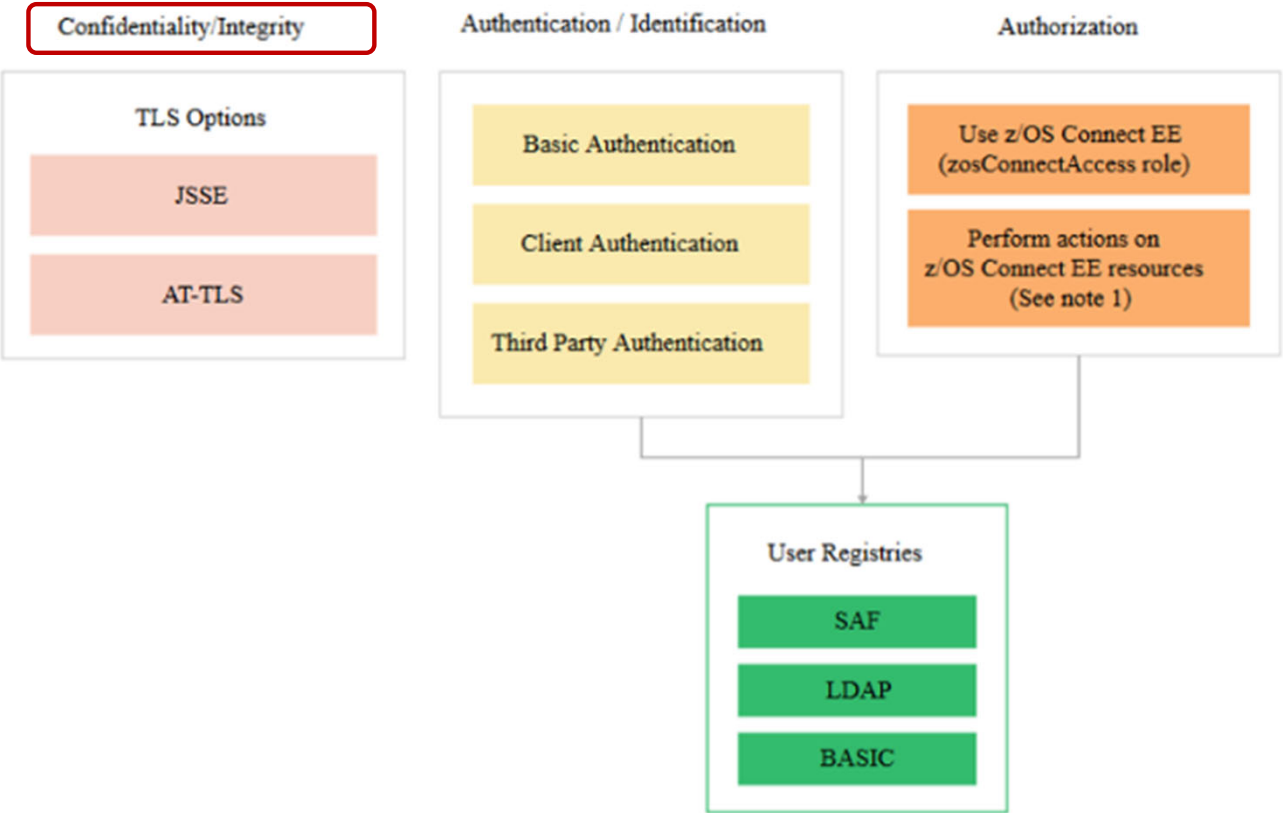 Confidentiality/Integrity
TLS Options
JSSE
AT-TLS
Authentication / Identification
Basic Authentication
Client Authentication
Third Party Authentication
Authorization
Use z/OS Connect EE
(zosConnectAccess role)
Perform actions on
z/OS Connect EE resources
(See note 1)
User Registries
SAF
LDAP
BASIC